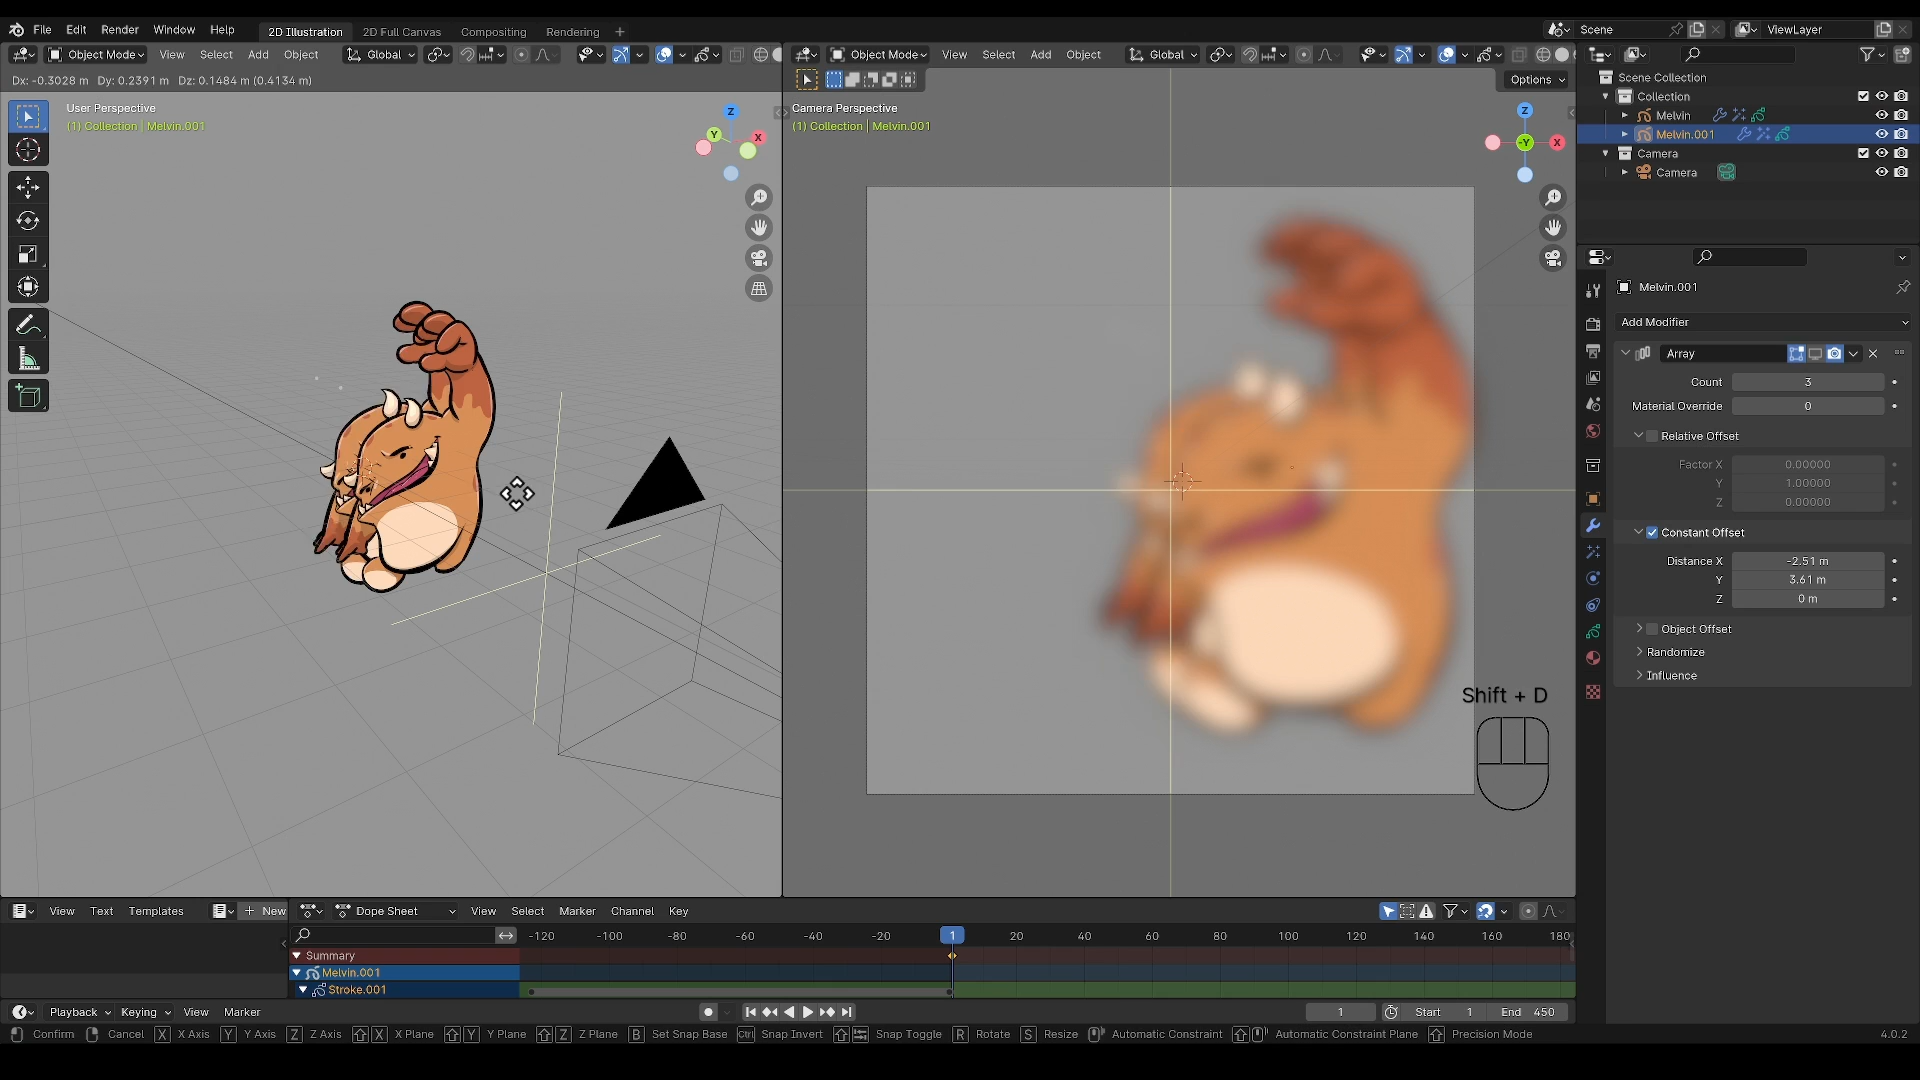 File Edit Render Window Help 2D Illustration 2D Full Canvas Compositing Rendering + Scene ViewLayer
Object Mode View Select Add Object Global Object Mode View Select Add Object Global
Dx: -0.3028 m Dy: 0.2391 m Dz: 0.1484 m (0.4134 m) Options
Scene Collection
Collection
Melvin
Melvin.001
Camera
Camera
User Perspective
(1) Collection | Melvin.001
Z
Y
X
Camera Perspective
(1) Collection | Melvin.001
Z
-Y
X
Melvin.001
Add Modifier
Array
Count 3
Material Override 0
Relative Offset
Factor X 0.00000
Y 1.00000
Z 0.00000
Constant Offset
Distance X -2.51 m
Y 3.61 m
Z 0 m
Object Offset
Randomize
Influence
Shift + D
View Text Templates + New Dope Sheet View Select Marker Channel Key
-120 -100 -80 -60 -40 -20 1 20 40 60 80 100 120 140 160 180
Summary
Melvin.001
Stroke.001
Playback Keying View Marker 1 Start 1 End 450
Confirm Cancel X X Axis Y Y Axis Z Z Axis X X Plane Y Y Plane Z Z Plane B Set Snap Base Ctrl Snap Invert Snap Toggle R Rotate S Resize Automatic Constraint Automatic Constraint Plane Precision Mode 4.0.2